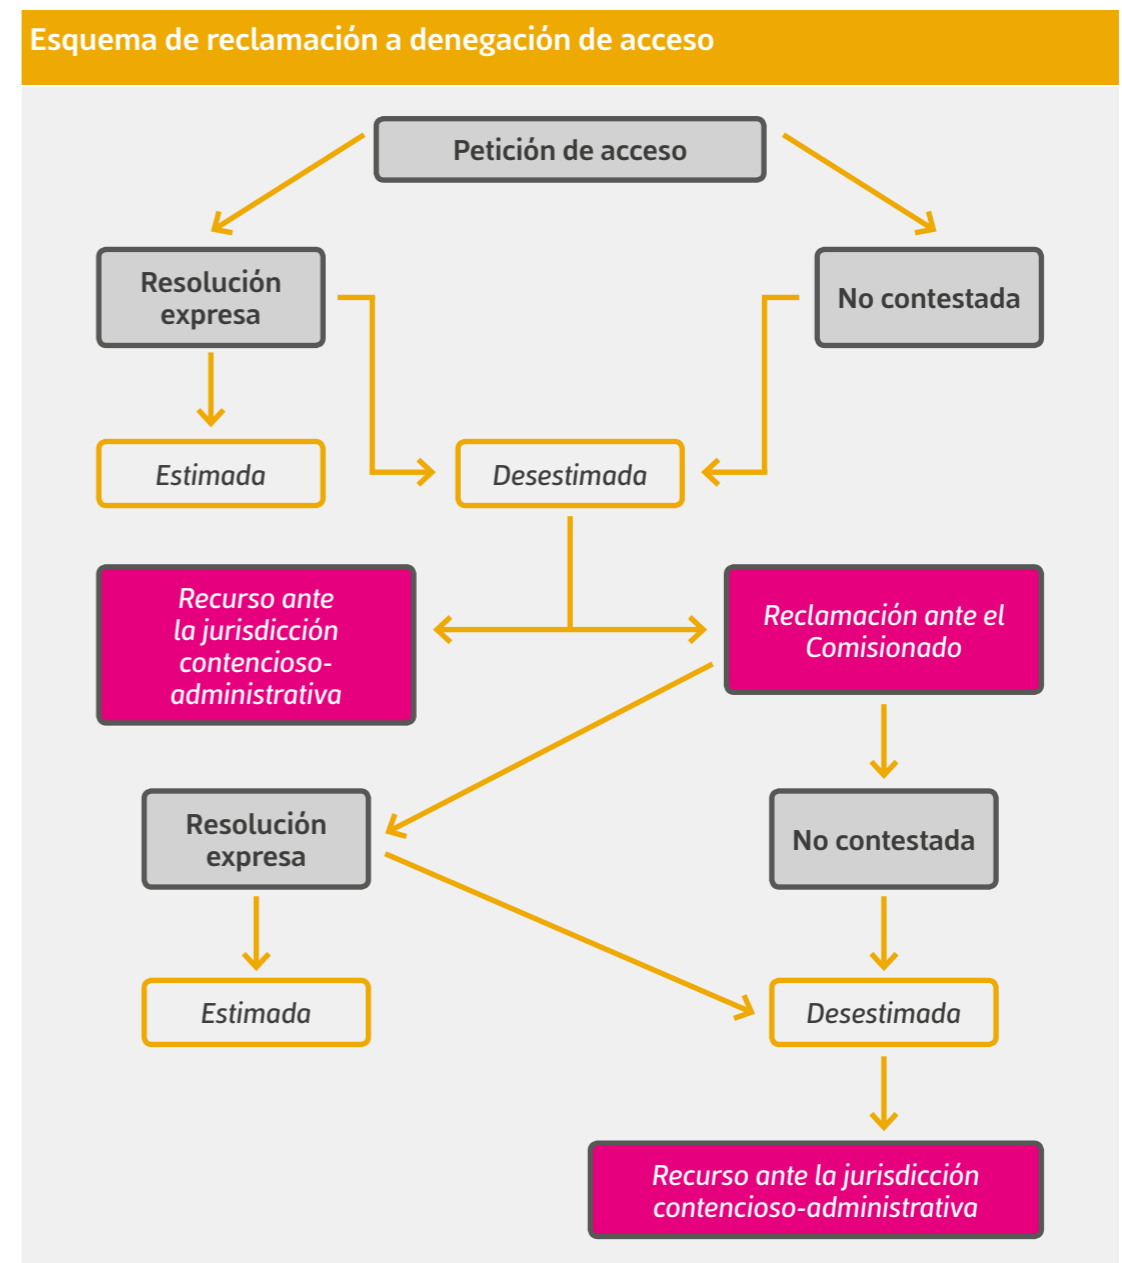 Esquema de reclamación a denegación de acceso
Petición de acceso
Resolución
expresa
No contestada
Estimada
Desestimada
Recurso ante
la jurisdicción
contencioso-
administrativa
Reclamación ante el
Comisionado
Resolución
expresa
No contestada
Estimada
Desestimada
Recurso ante la jurisdicción
contencioso-administrativa